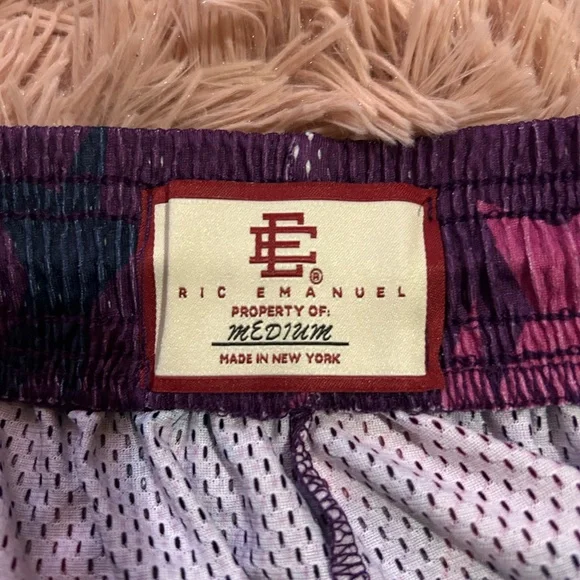 EE®
RIC EMANUEL
PROPERTY OF:
MEDIUM
MADE IN NEW YORK